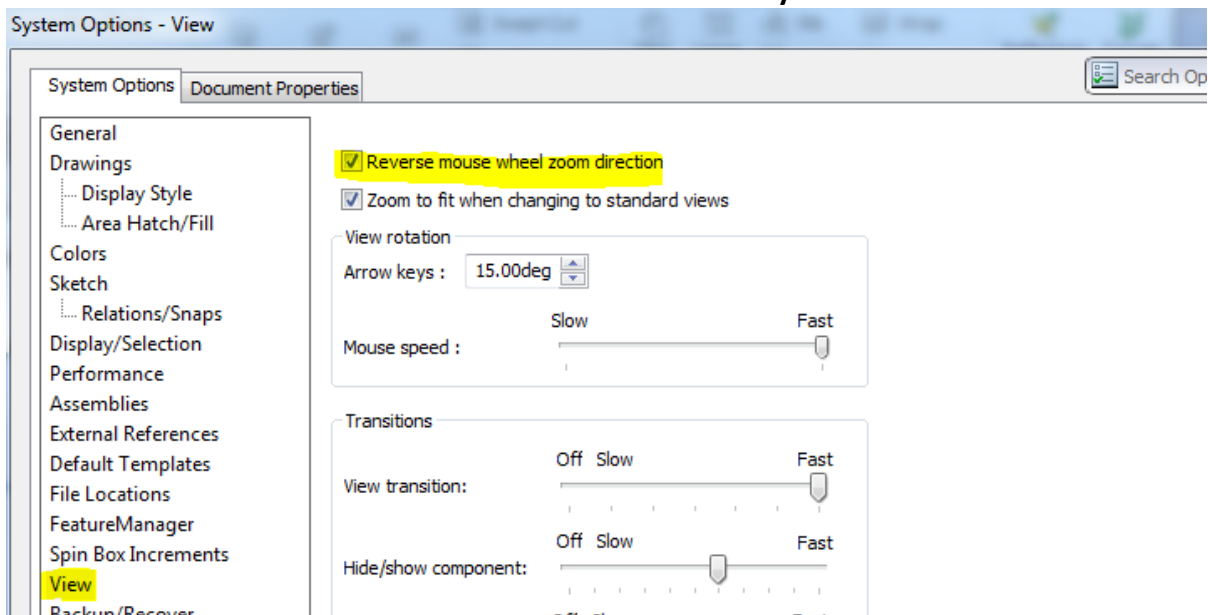 System Options - View
System Options
Document Properties
Search Op
General
Drawings
Display Style
Area Hatch/Fill
Colors
Sketch
Relations/Snaps
Display/Selection
Performance
Assemblies
External References
Default Templates
File Locations
FeatureManager
Spin Box Increments
View
Backup/Recover
Reverse mouse wheel zoom direction
Zoom to fit when changing to standard views
View rotation
Arrow keys : 15.00deg
Slow Fast
Mouse speed :
Transitions
Off Slow Fast
View transition:
Off Slow Fast
Hide/show component: